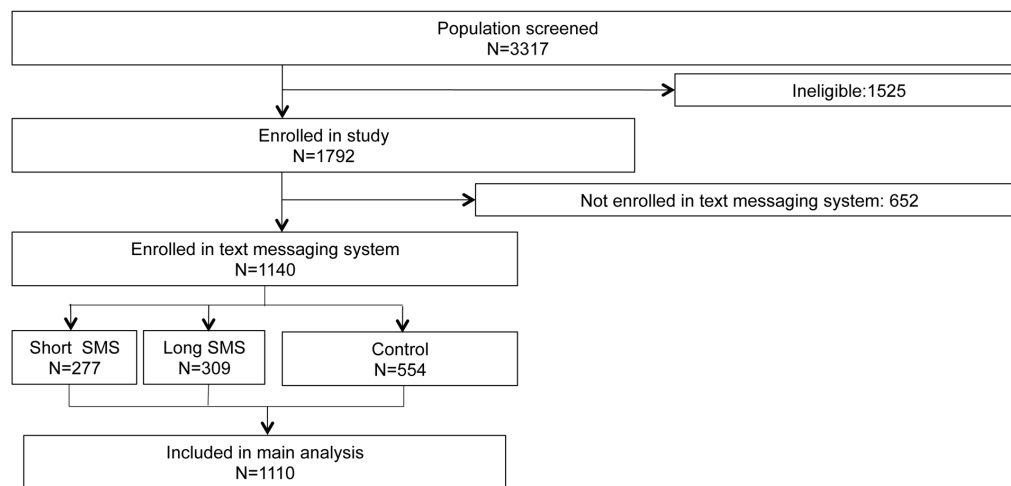 Population screened
N=3317
Ineligible:1525
Enrolled in study
N=1792
Not enrolled in text messaging system: 652
Enrolled in text messaging system
N=1140
Short  SMS
N=277
Long SMS
N=309
Control
N=554
Included in main analysis
N=1110